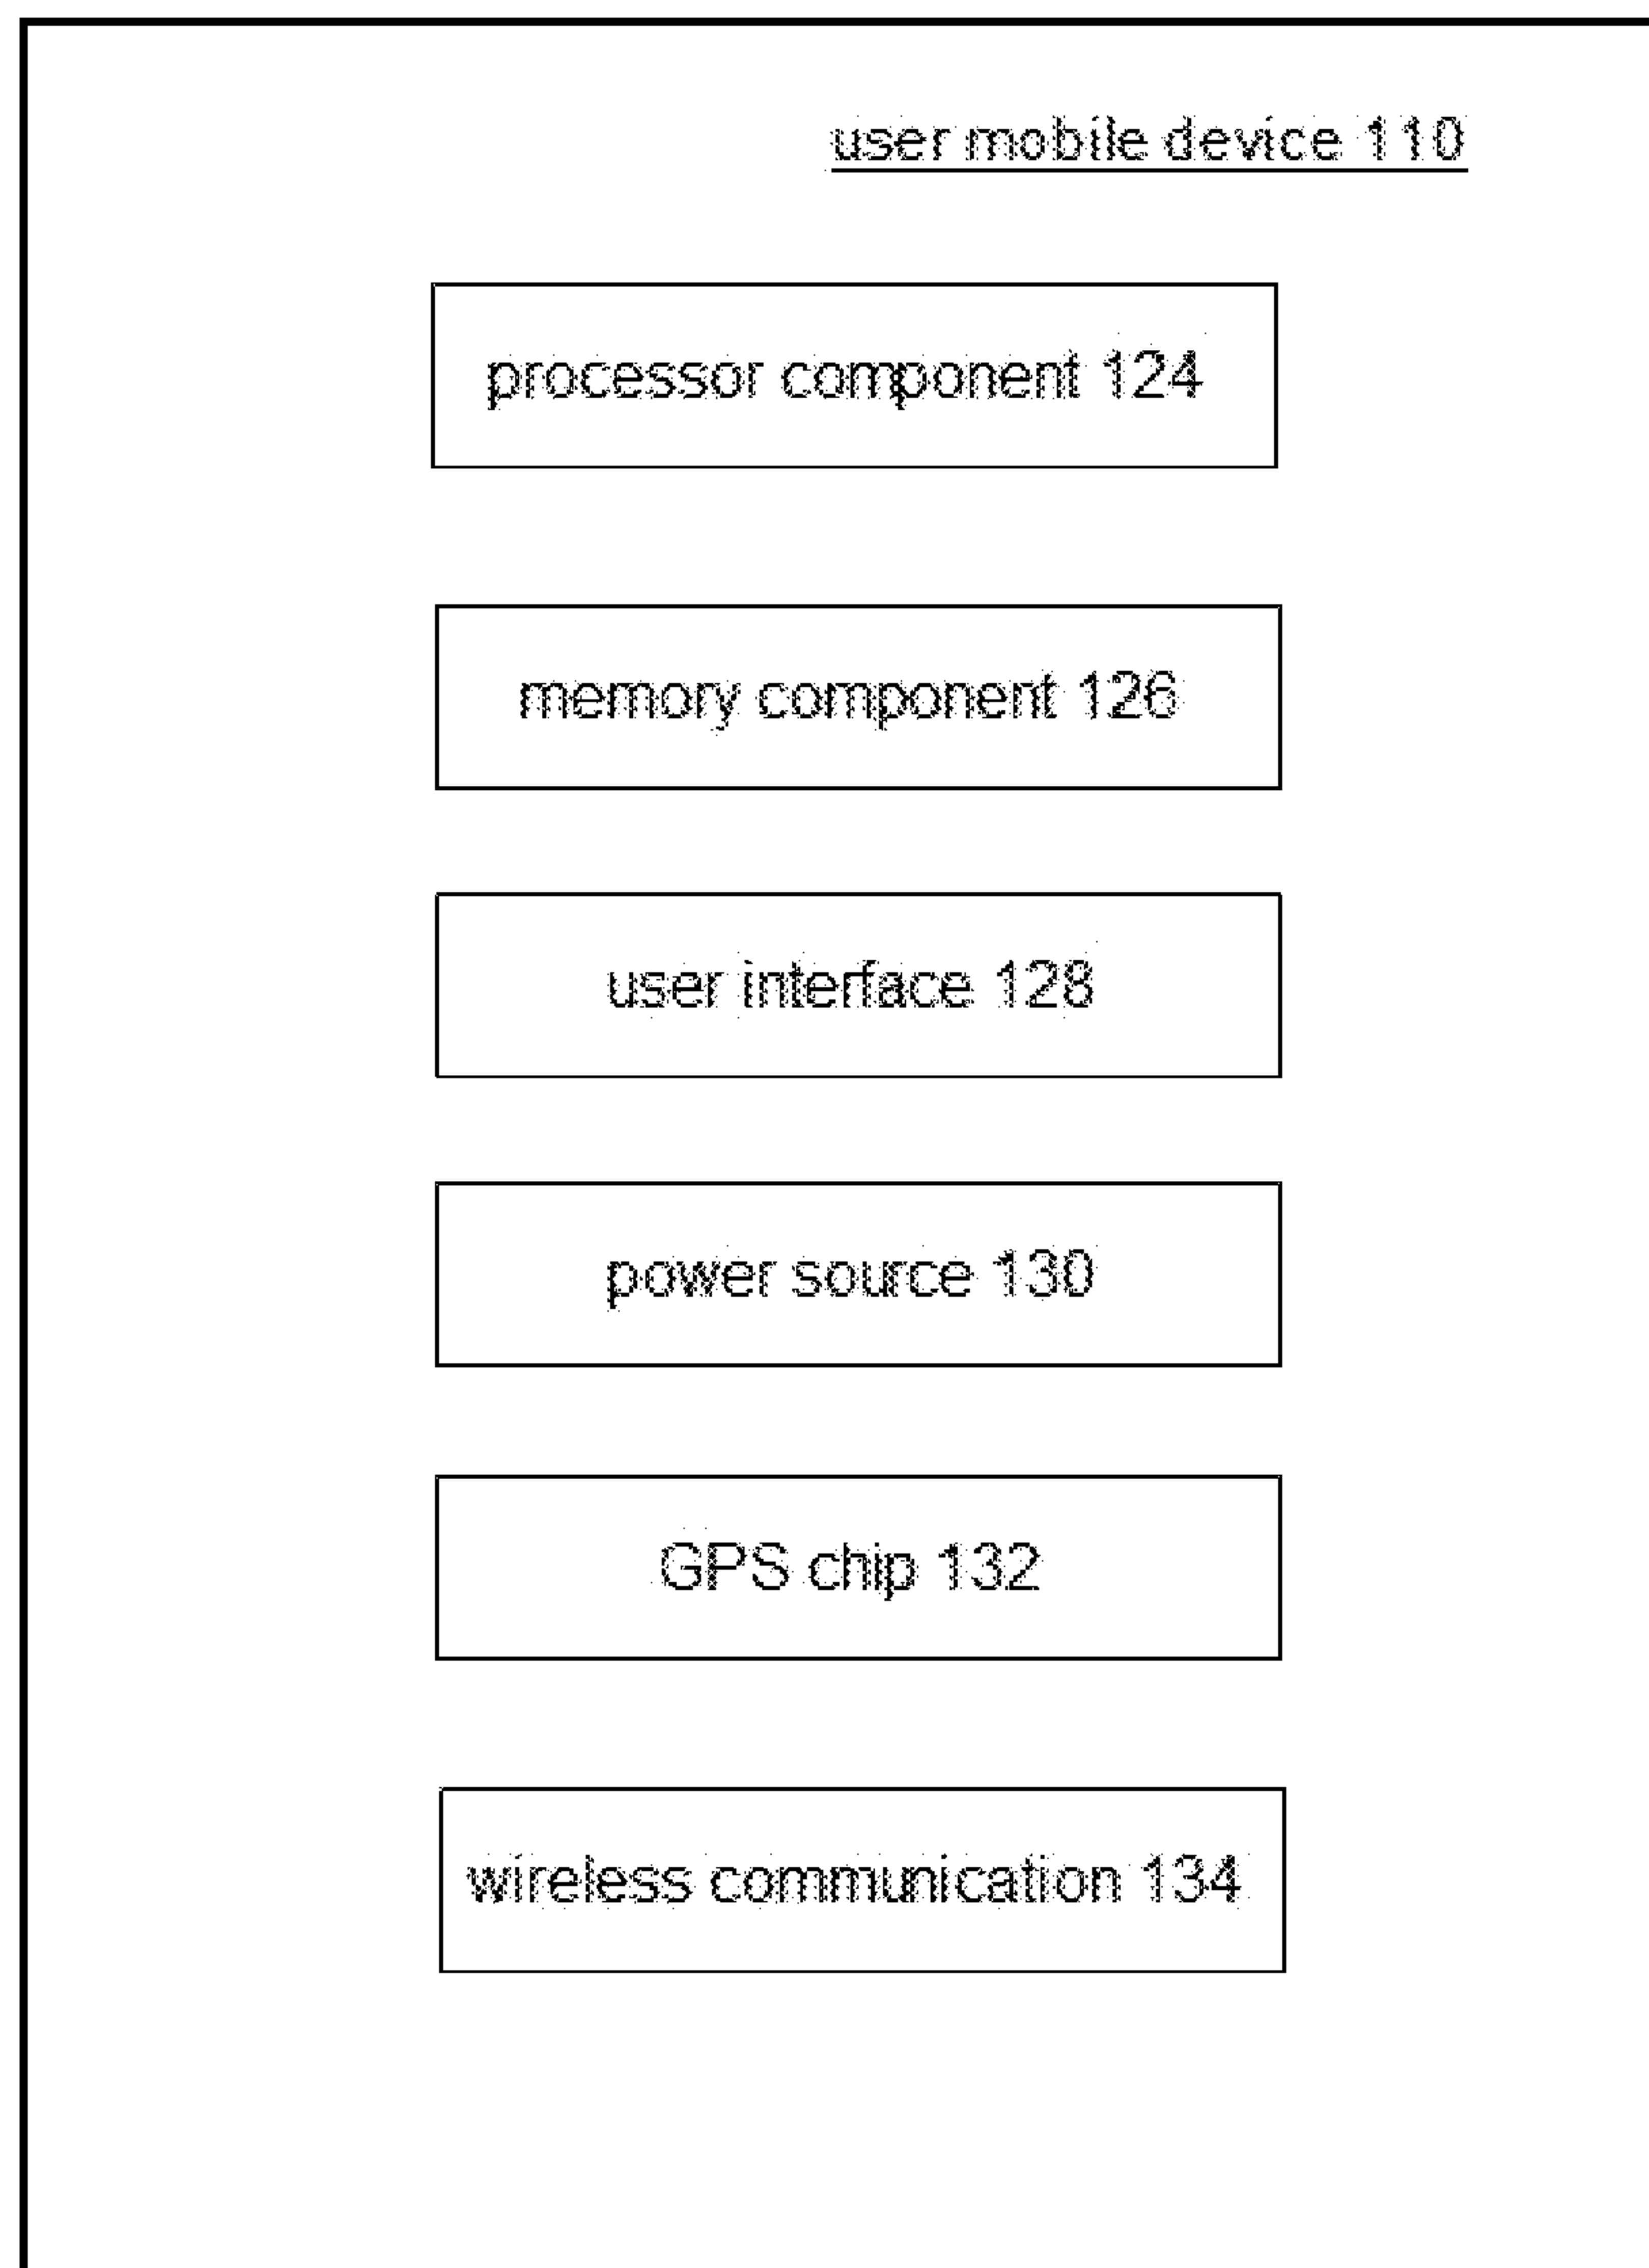 user mobile device 110
processor component 124
memory component 126
user interface 128
power source 130
GPS chip 132
wireless communication 134